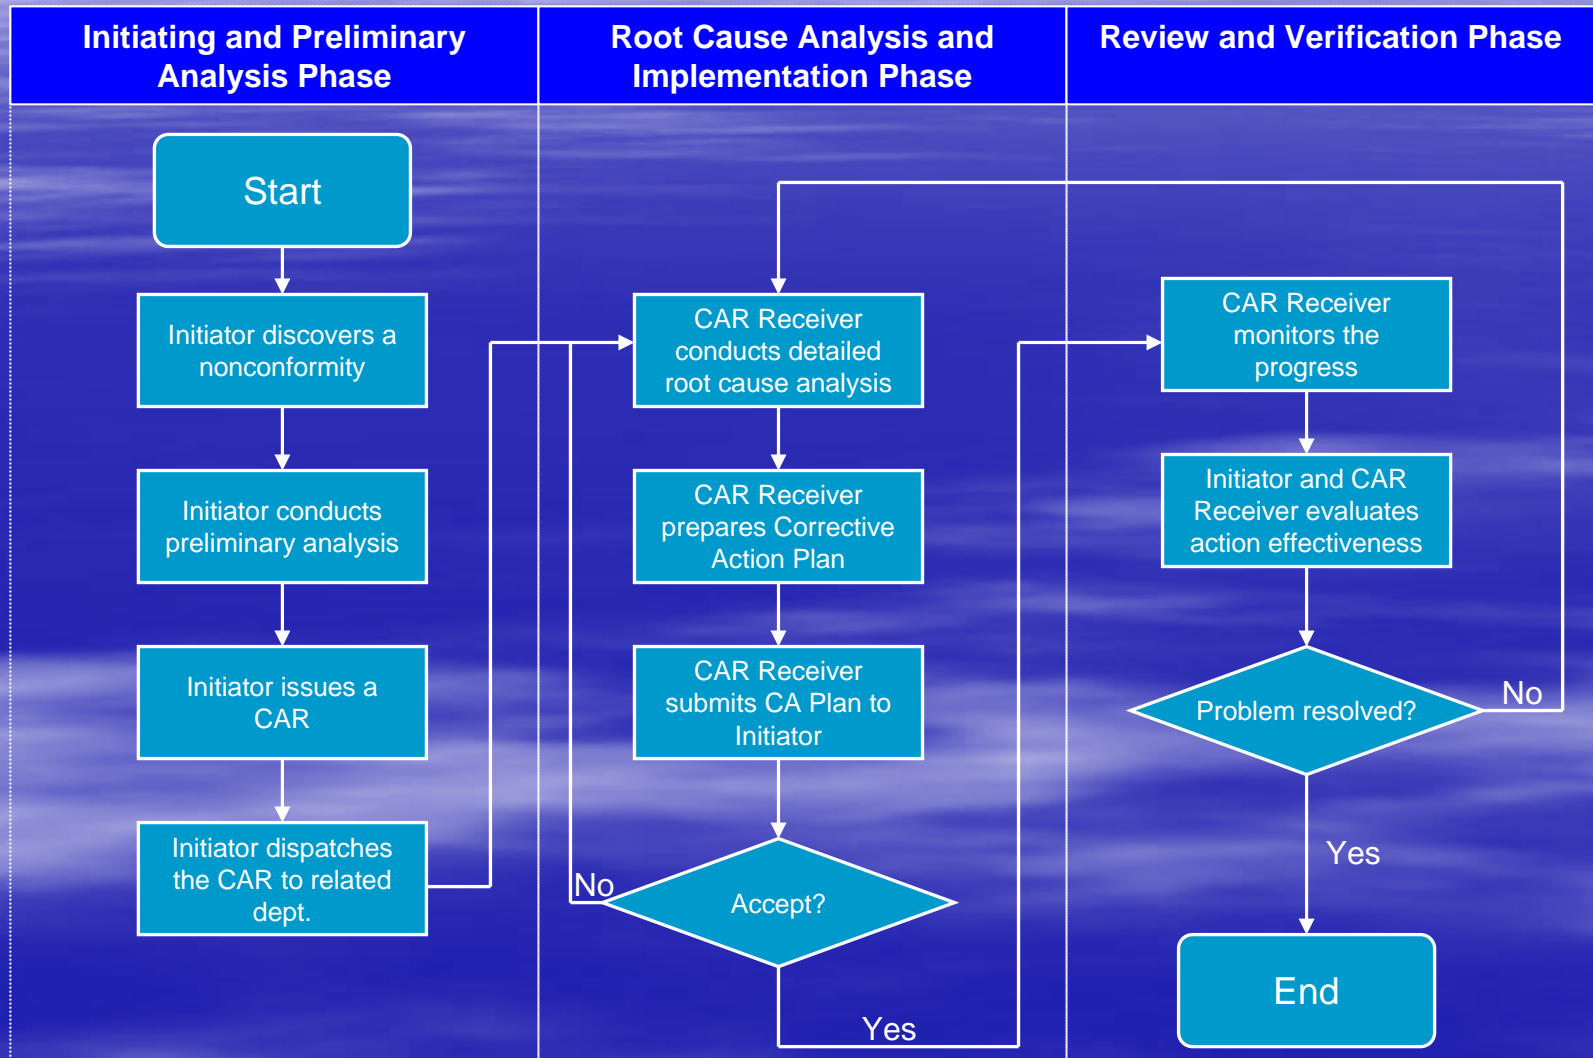 Initiating and Preliminary
Analysis Phase
Root Cause Analysis and
Implementation Phase
Review and Verification Phase
Start
Initiator discovers a
nonconformity
Initiator conducts
preliminary analysis
Initiator issues a
CAR
Initiator dispatches
the CAR to related
dept.
CAR Receiver
conducts detailed
root cause analysis
CAR Receiver
prepares Corrective
Action Plan
CAR Receiver
submits CA Plan to
Initiator
No
Accept?
Yes
CAR Receiver
monitors the
progress
Initiator and CAR
Receiver evaluates
action effectiveness
Problem resolved?
No
Yes
End